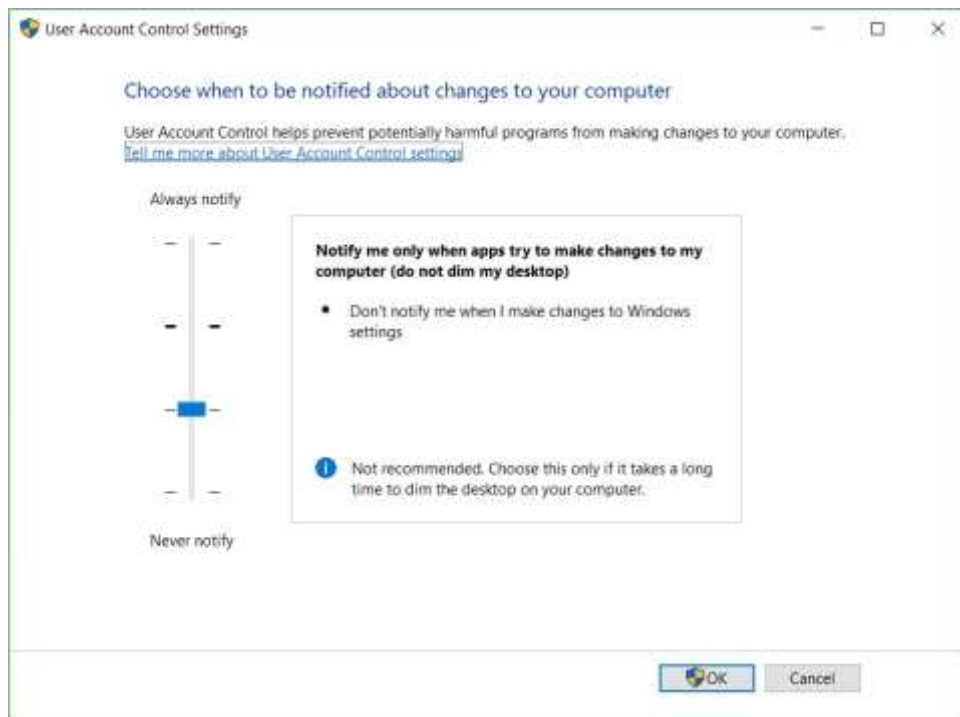 User Account Control Settings
Choose when to be notified about changes to your computer
User Account Control helps prevent potentially harmful programs from making changes to your computer.
Tell me more about User Account Control settings
Always notify
Notify me only when apps try to make changes to my
computer (do not dim my desktop)
• Don't notify me when I make changes to Windows
settings
Not recommended. Choose this only if it takes a long
time to dim the desktop on your computer.
Never notify
OK
Cancel